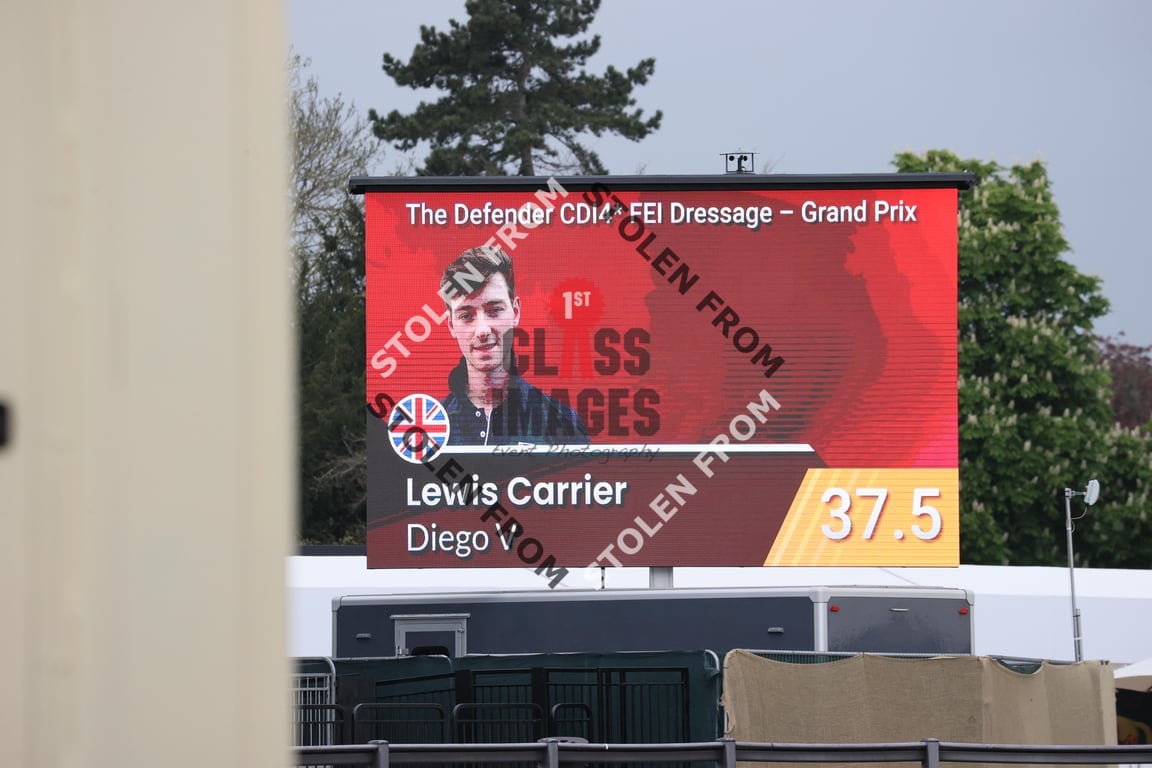 The Defender CDI4* FEI Dressage – Grand Prix
STOLEN FROM
STOLEN FROM
1ST
CLASS
IMAGES
Event Photography
Lewis Carrier
Diego V
37.5
STOLEN FROM
STOLEN FROM